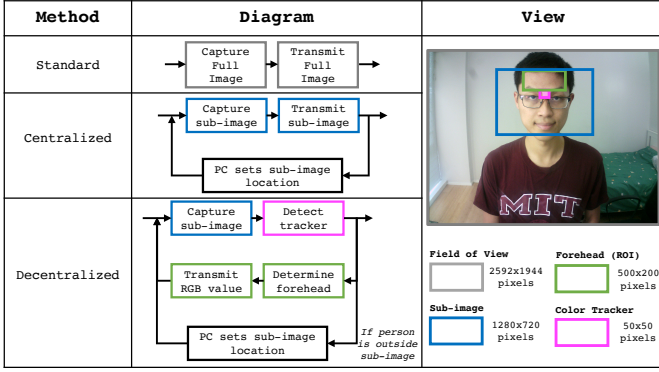 Method
Diagram
View
Standard
Capture
Full
Image
Transmit
Full
Image
Centralized
Capture
sub-image
Transmit
sub-image
PC sets sub-image
location
Decentralized
Capture
sub-image
Detect
tracker
Transmit
RGB value
Determine
forehead
PC sets sub-image
location
If person
is outside
sub-image
MIT
Field of View
2592x1944
pixels
Forehead (ROI)
500x200
pixels
Sub-image
1280x720
pixels
Color Tracker
50x50
pixels